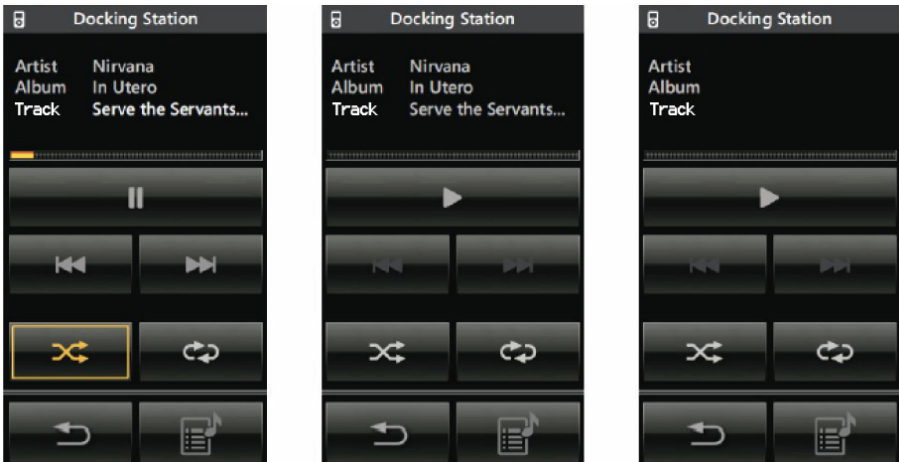 Docking Station
Artist Nirvana
Album In Utero
Track Serve the Servants...
Docking Station
Artist Nirvana
Album In Utero
Track Serve the Servants...
Docking Station
Artist
Album
Track